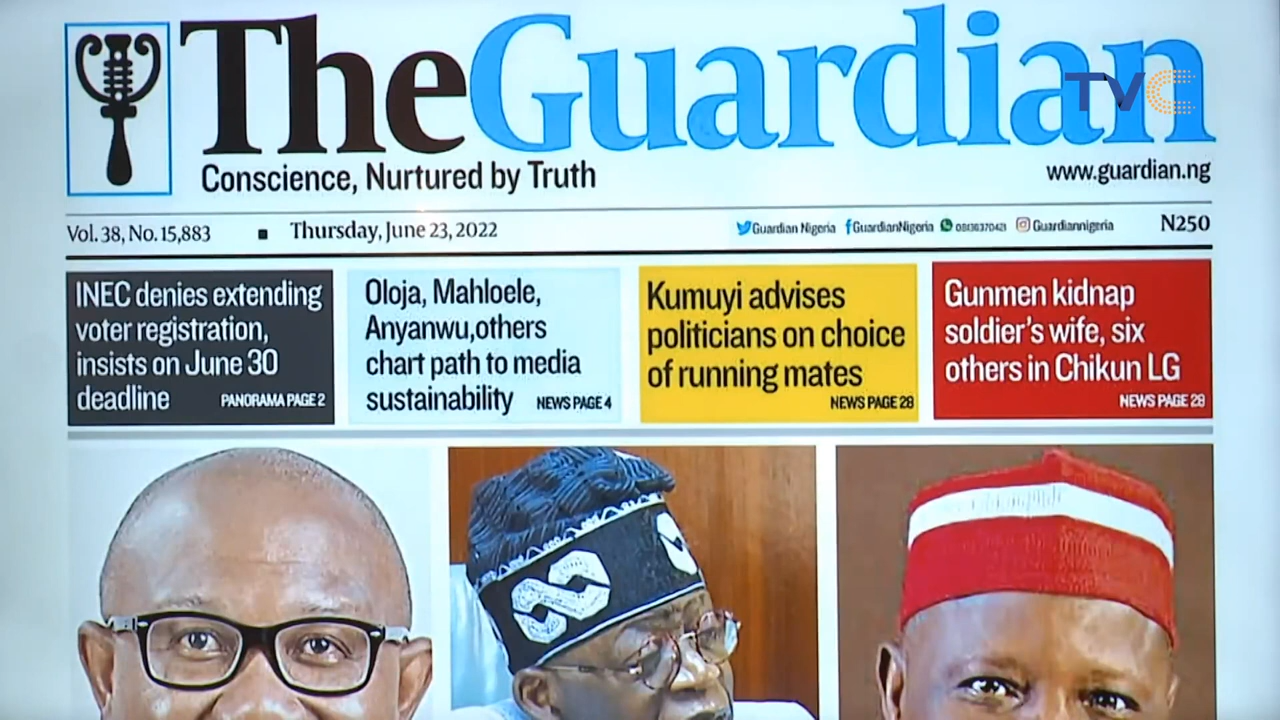 The Guardian
TVC
Conscience, Nurtured by Truth
www.guardian.ng
Vol. 38, No. 15,883
Thursday, June 23, 2022
Guardian Nigeria
GuardianNigeria
Guardiannigeria
N250
INEC denies extending
voter registration,
insists on June 30
deadline
PANORAMA PAGE 2
Oloja, Mahloele,
Anyanwu,others
chart path to media
sustainability
NEWS PAGE 4
Kumuyi advises
politicians on choice
of running mates
NEWS PAGE 28
Gunmen kidnap
soldier's wife, six
others in Chikun LG
NEWS PAGE 28